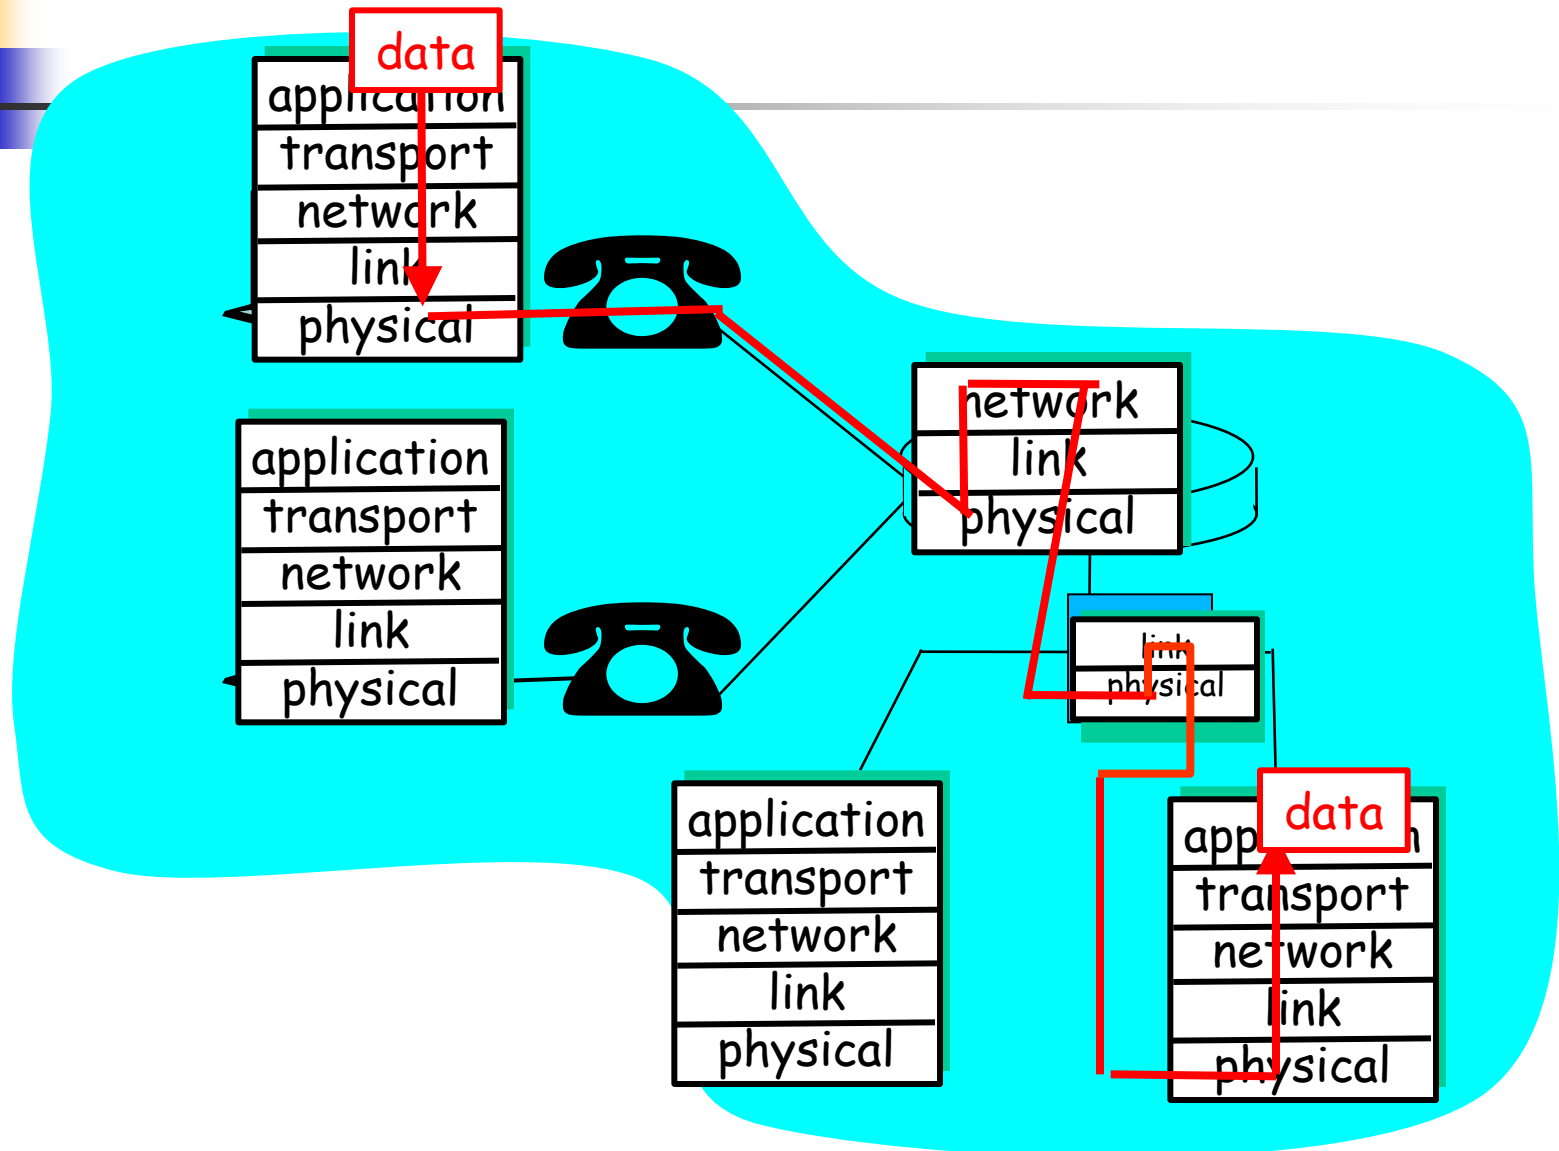 data
application
transport
network
link
physical
application
transport
network
link
physical
network
link
physical
link
physical
application
transport
network
link
physical
data
transport
network
link
physical